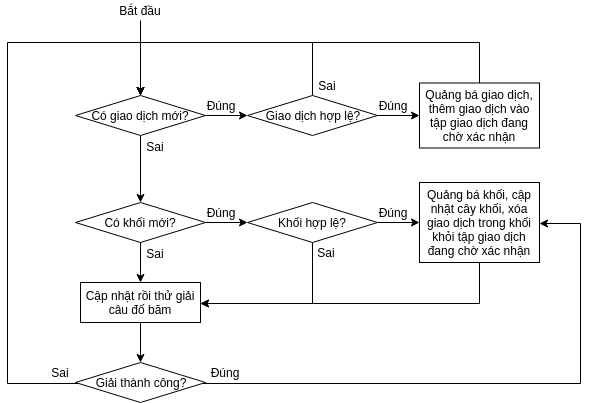 Bắt đầu
Sai
Có giao dịch mới?
Đúng
Giao dịch hợp lệ?
Đúng
Quảng bá giao dịch,
thêm giao dịch vào
tập giao dịch đang
chờ xác nhận
Sai
Có khối mới?
Đúng
Khối hợp lệ?
Đúng
Quảng bá khối, cập
nhật cây khối, xóa
giao dịch trong khối
khỏi tập giao dịch
đang chờ xác nhận
Sai
Sai
Cập nhật rồi thử giải
câu đố băm
Sai
Giải thành công?
Đúng